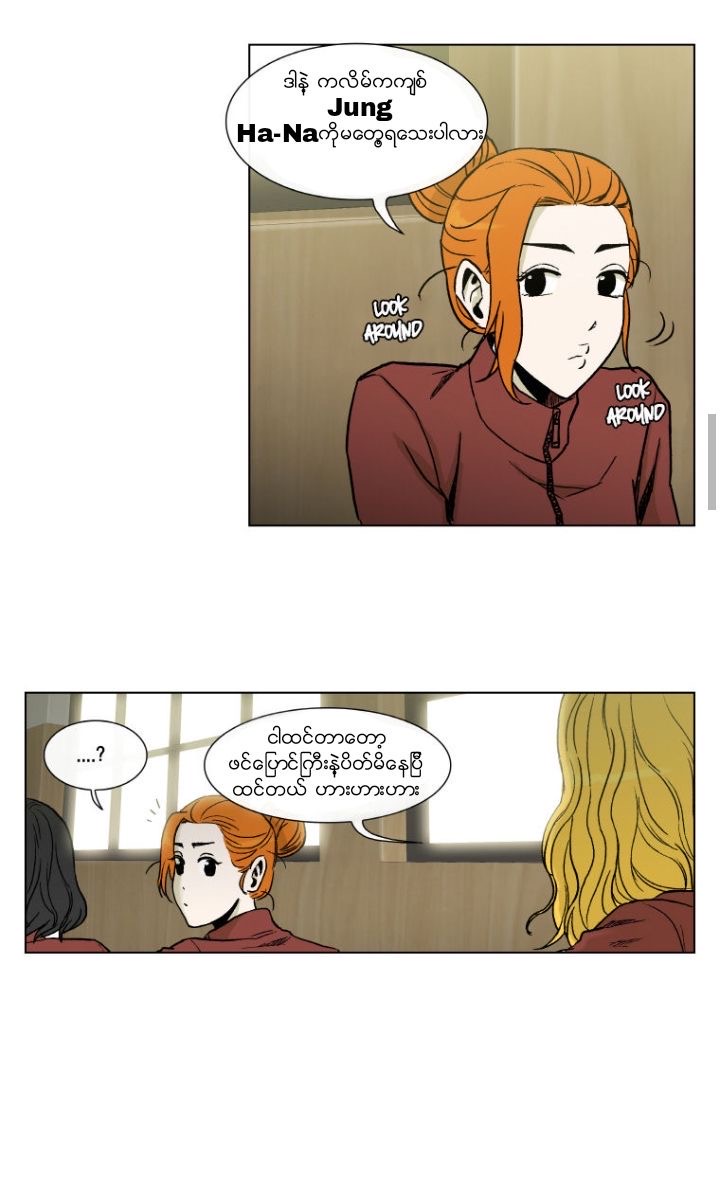 ဒါနဲ့ ကလိမ်ကကျစ်
Jung
Ha-Naကိုမတွေ့ရသေးပါလား
LOOK
AROUND
LOOK
AROUND
....?
ငါထင်တာတော့
ဖင်ပြောင်ကြီးနဲ့ပိတ်မိနေပြီ
ထင်တယ် ဟားဟားဟား